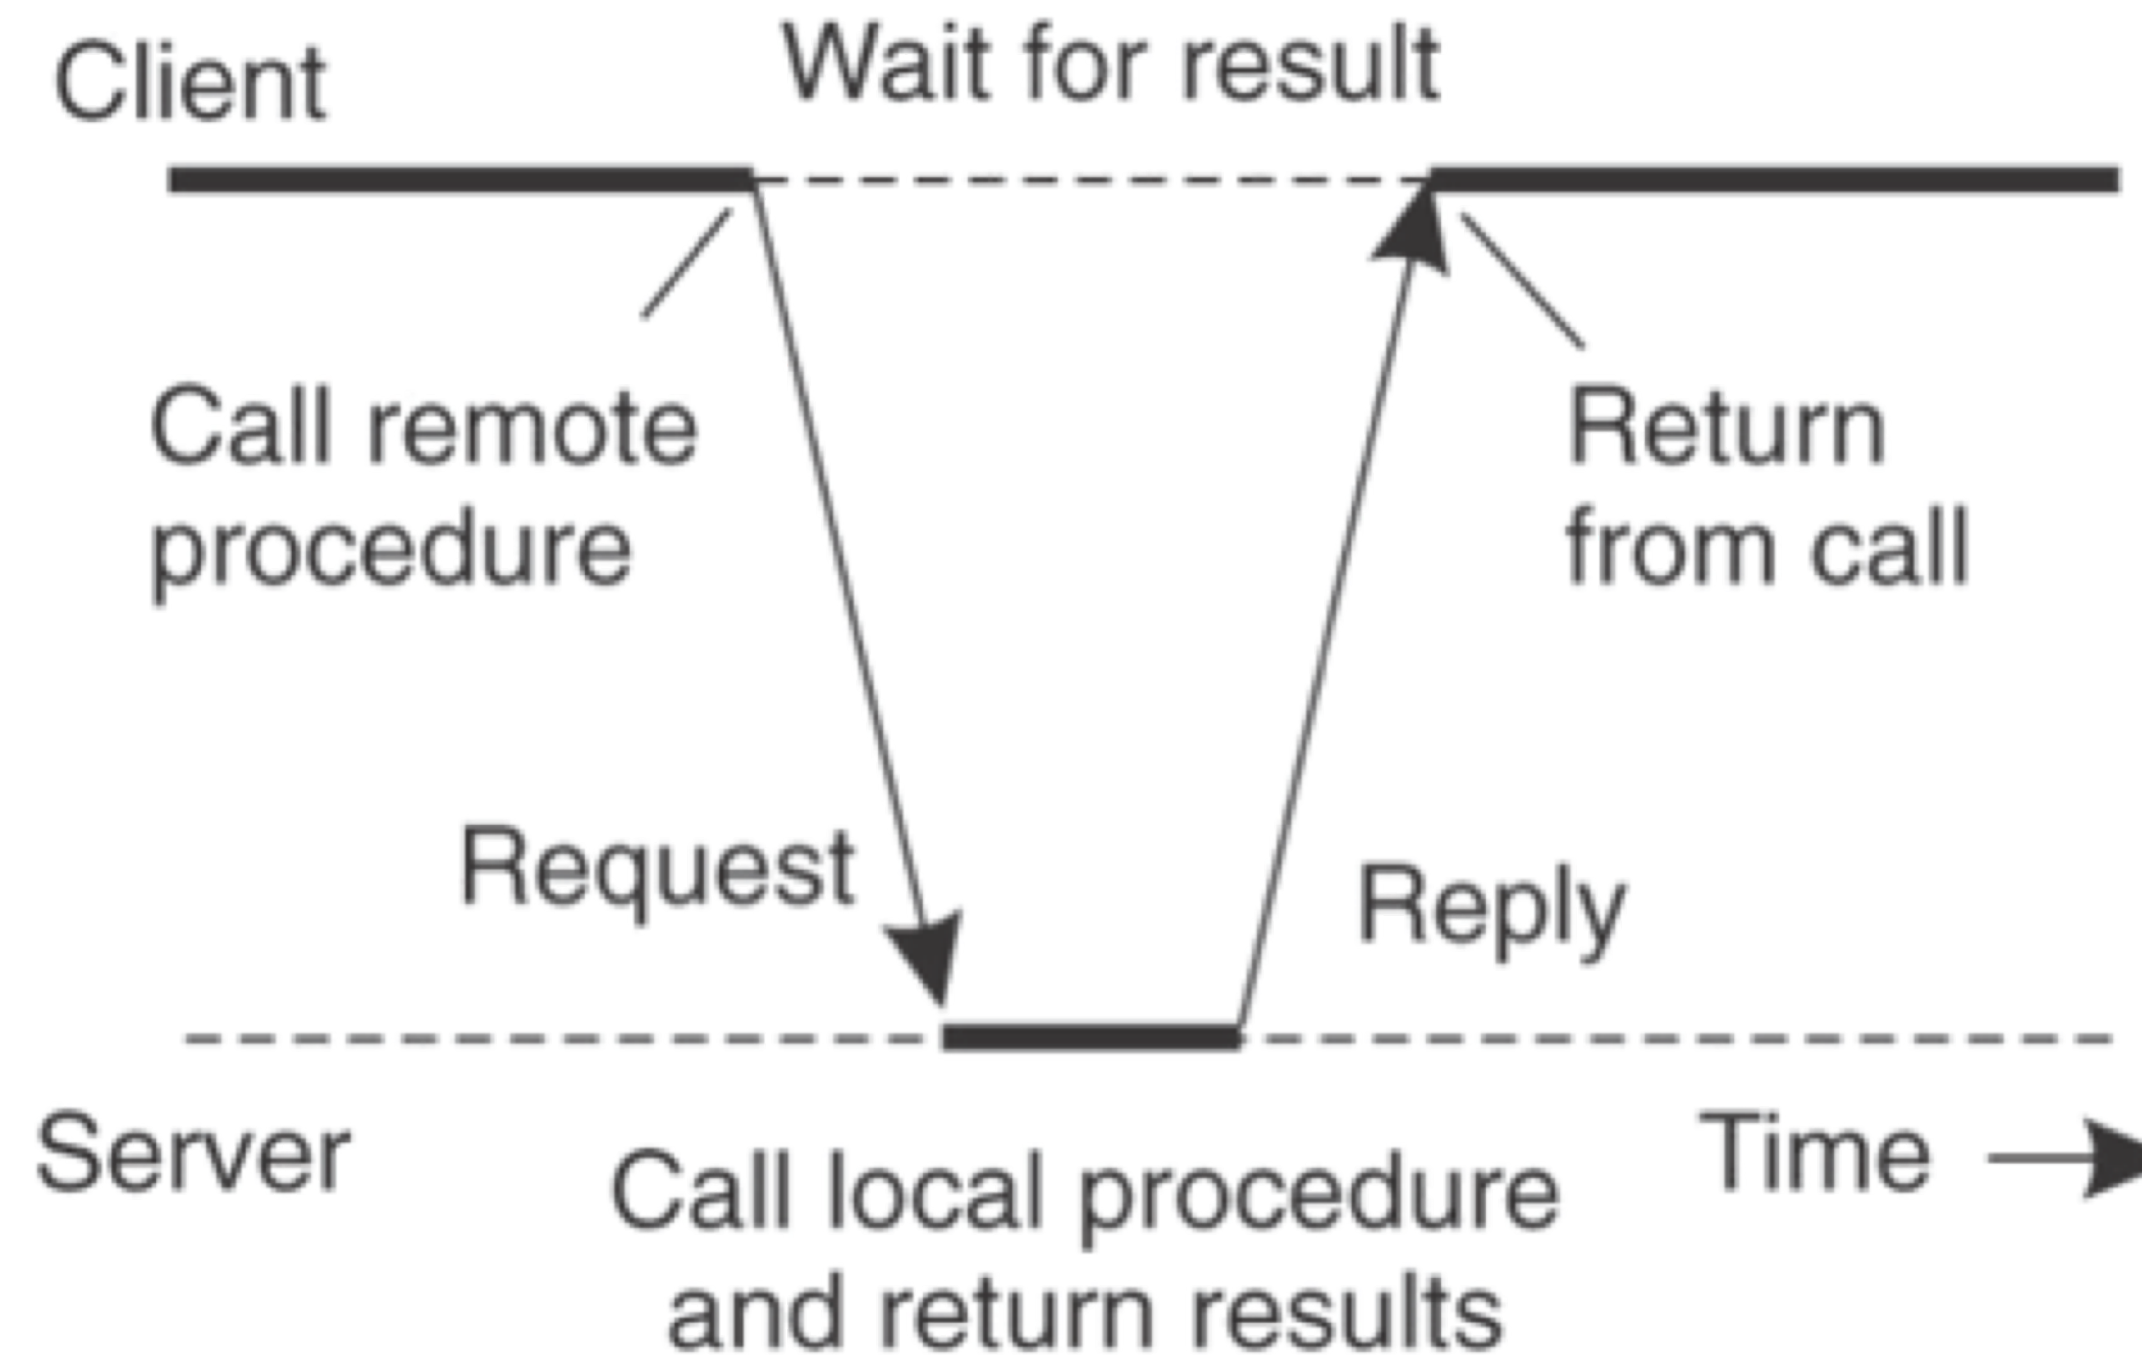 Client
Wait for result
Call remote
procedure
Return
from call
Request
Reply
Server
Call local procedure
and return results
Time